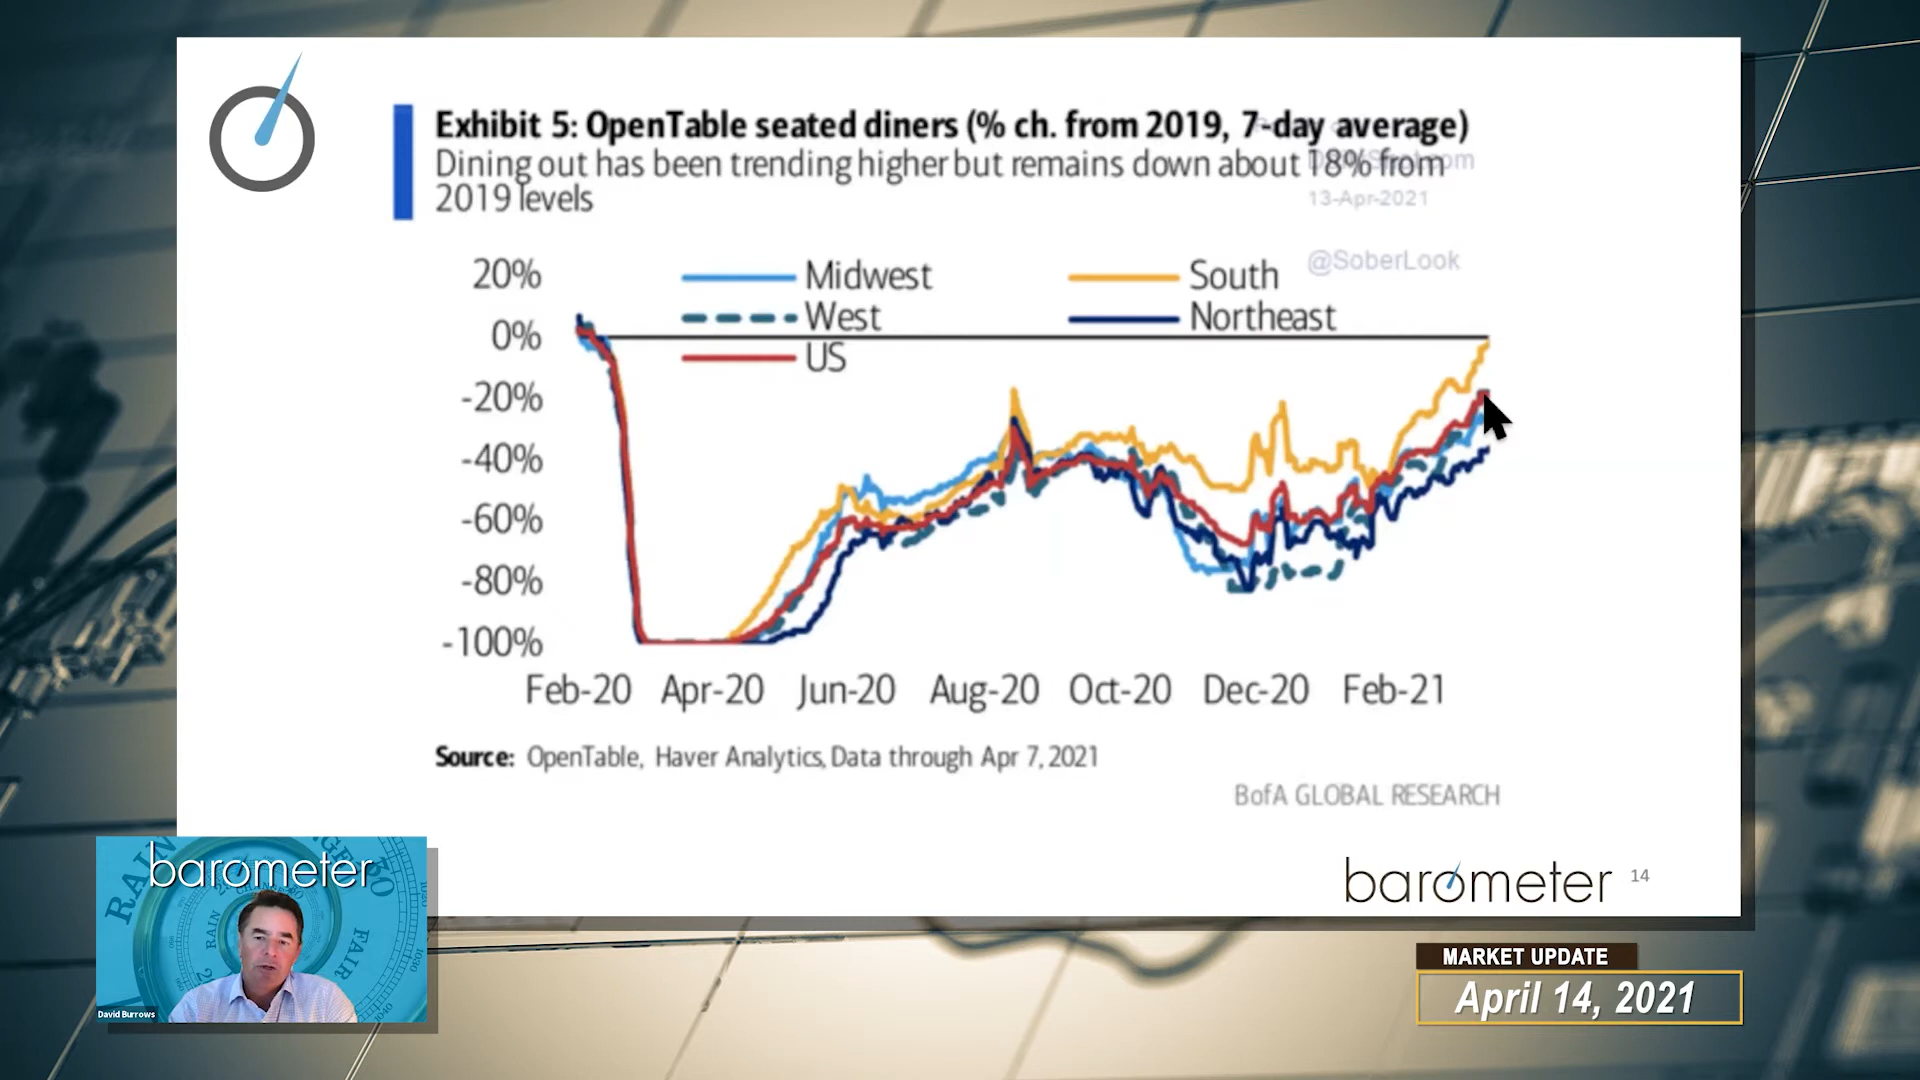 Exhibit 5: OpenTable seated diners (% ch. from 2019, 7-day average)
Dining out has been trending higher but remains down about 18% from
2019 levels
13-Apr-2021
@SoberLook
20%
0%
-20%
-40%
-60%
-80%
-100%
Midwest
South
West
Northeast
US
Feb-20 Apr-20 Jun-20 Aug-20 Oct-20 Dec-20 Feb-21
Source: OpenTable, Haver Analytics, Data through Apr 7, 2021
BofA GLOBAL RESEARCH
barometer 14
barometer
RAIN
RAIN
FAIR
David Burrows
MARKET UPDATE
April 14, 2021